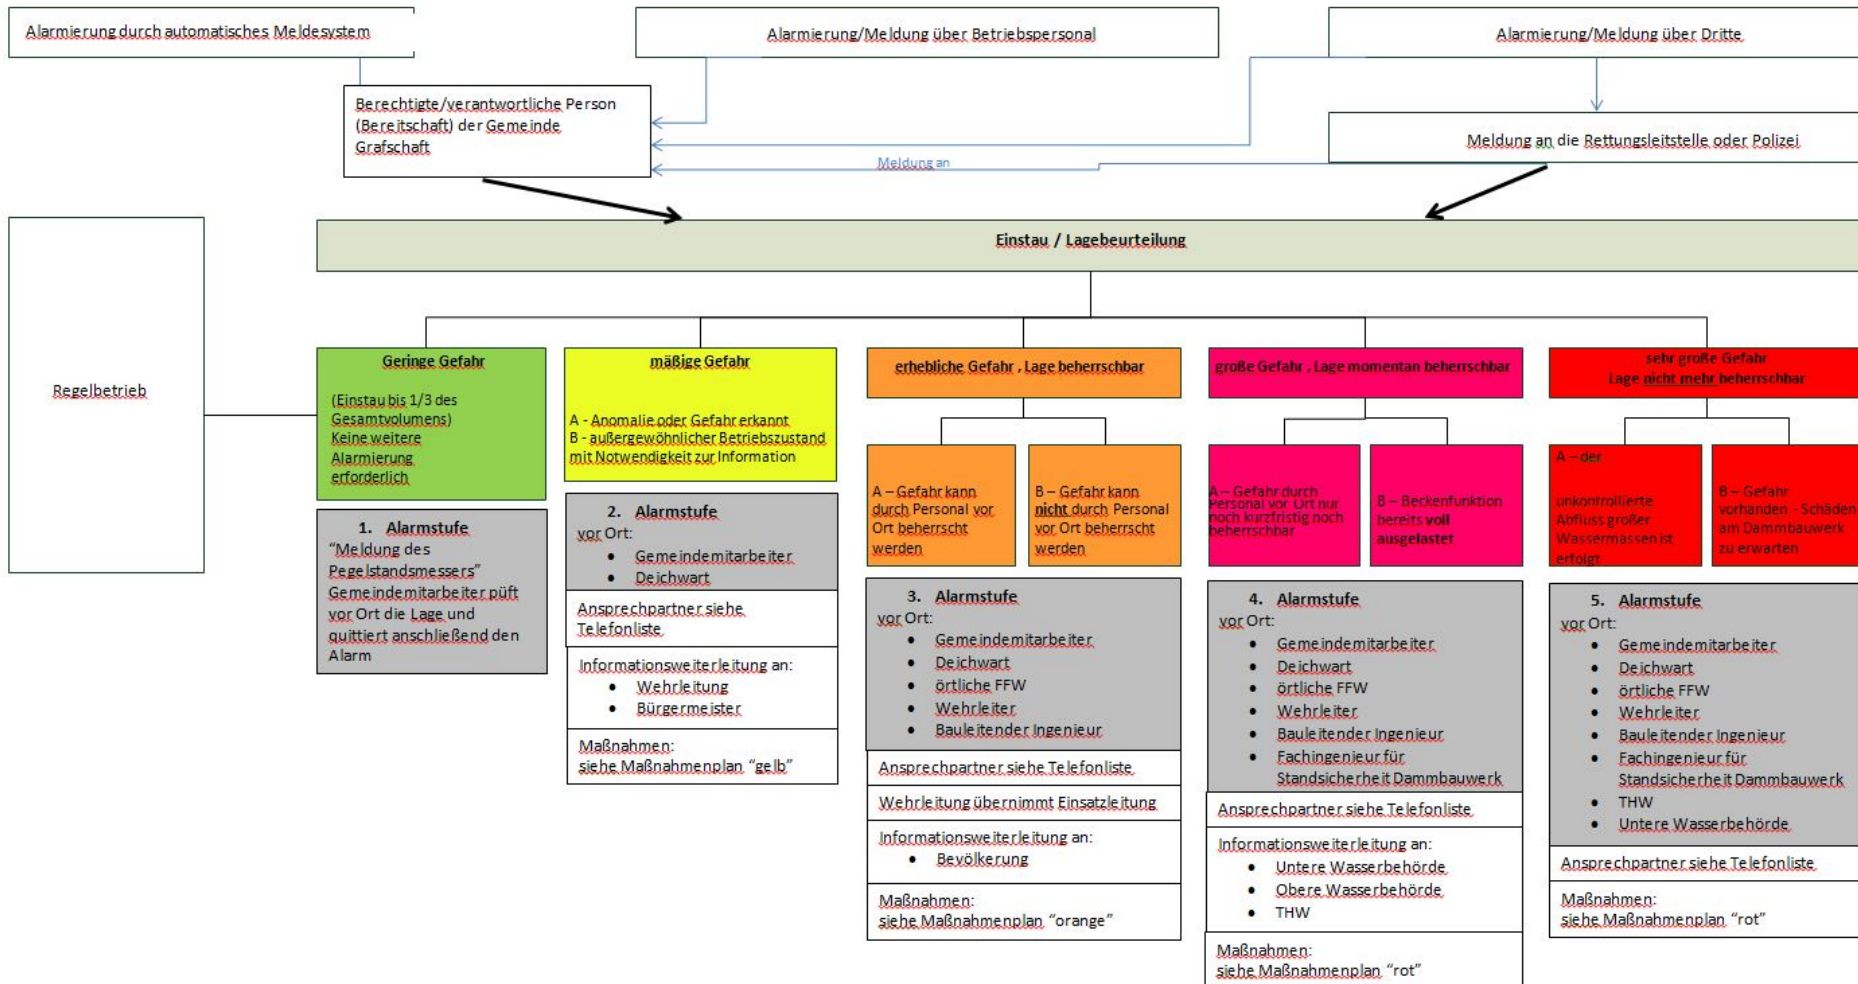 Alarmierung durch automatisches Meldesystem
Alarmierung/Meldung über Betriebspersonal
Alarmierung/Meldung über Dritte
Berechtigte/verantwortliche Person
(Bereitschaft) der Gemeinde
Grafschaft
Meldung an die Rettungsleitstelle oder Polizei
Meldung an
Einstau / Lagebeurteilung
Regelbetrieb
Geringe Gefahr
(Einstau bis 1/3 des
Gesamtvolumens)
Keine weitere
Alarmierung
erforderlich
1. Alarmstufe
"Meldung des
Pegelstandsmessers"
Gemeindemitarbeiter püft
vor Ort die Lage und
quittiert anschließend den
Alarm
mäßige Gefahr
A - Anomalie oder Gefahr erkannt
B - außergewöhnlicher Betriebszustand
mit Notwendigkeit zur Information
2. Alarmstufe
vor Ort:
• Gemeindemitarbeiter
• Deichwart
Ansprechpartner siehe
Telefonliste
Informationsweiterleitung an:
• Wehrleitung
• Bürgermeister
Maßnahmen:
siehe Maßnahmenplan "gelb"
erhebliche Gefahr , Lage beherrschbar
A – Gefahr kann
durch Personal vor
Ort beherrscht
werden
B – Gefahr kann
nicht durch Personal
vor Ort beherrscht
werden
3. Alarmstufe
vor Ort:
• Gemeindemitarbeiter
• Deichwart
• örtliche FFW
• Wehrleiter
• Bauleitender Ingenieur
Ansprechpartner siehe Telefonliste
Wehrleitung übernimmt Einsatzleitung
Informationsweiterleitung an:
• Bevölkerung
Maßnahmen:
siehe Maßnahmenplan "orange"
große Gefahr , Lage momentan beherrschbar
A – Gefahr durch
Personal vor Ort nur
noch kurzfristig noch
beherrschbar
B – Beckenfunktion
bereits voll
ausgelastet
4. Alarmstufe
vor Ort:
• Gemeindemitarbeiter
• Deichwart
• örtliche FFW
• Wehrleiter
• Bauleitender Ingenieur
• Fachingenieur für
Standsicherheit Dammbauwerk
Ansprechpartner siehe Telefonliste
Informationsweiterleitung an:
• Untere Wasserbehörde
• Obere Wasserbehörde
• THW
Maßnahmen:
siehe Maßnahmenplan "rot"
sehr große Gefahr
Lage nicht mehr beherrschbar
A – der
unkontrollierte
Abfluss großer
Wassermassen ist
erfolgt
B – Gefahr
vorhanden - Schäden
am Dammbauwerk
zu erwarten
5. Alarmstufe
vor Ort:
• Gemeindemitarbeiter
• Deichwart
• örtliche FFW
• Wehrleiter
• Bauleitender Ingenieur
• Fachingenieur für
Standsicherheit Dammbauwerk
• THW
• Untere Wasserbehörde
Ansprechpartner siehe Telefonliste
Maßnahmen:
siehe Maßnahmenplan "rot"